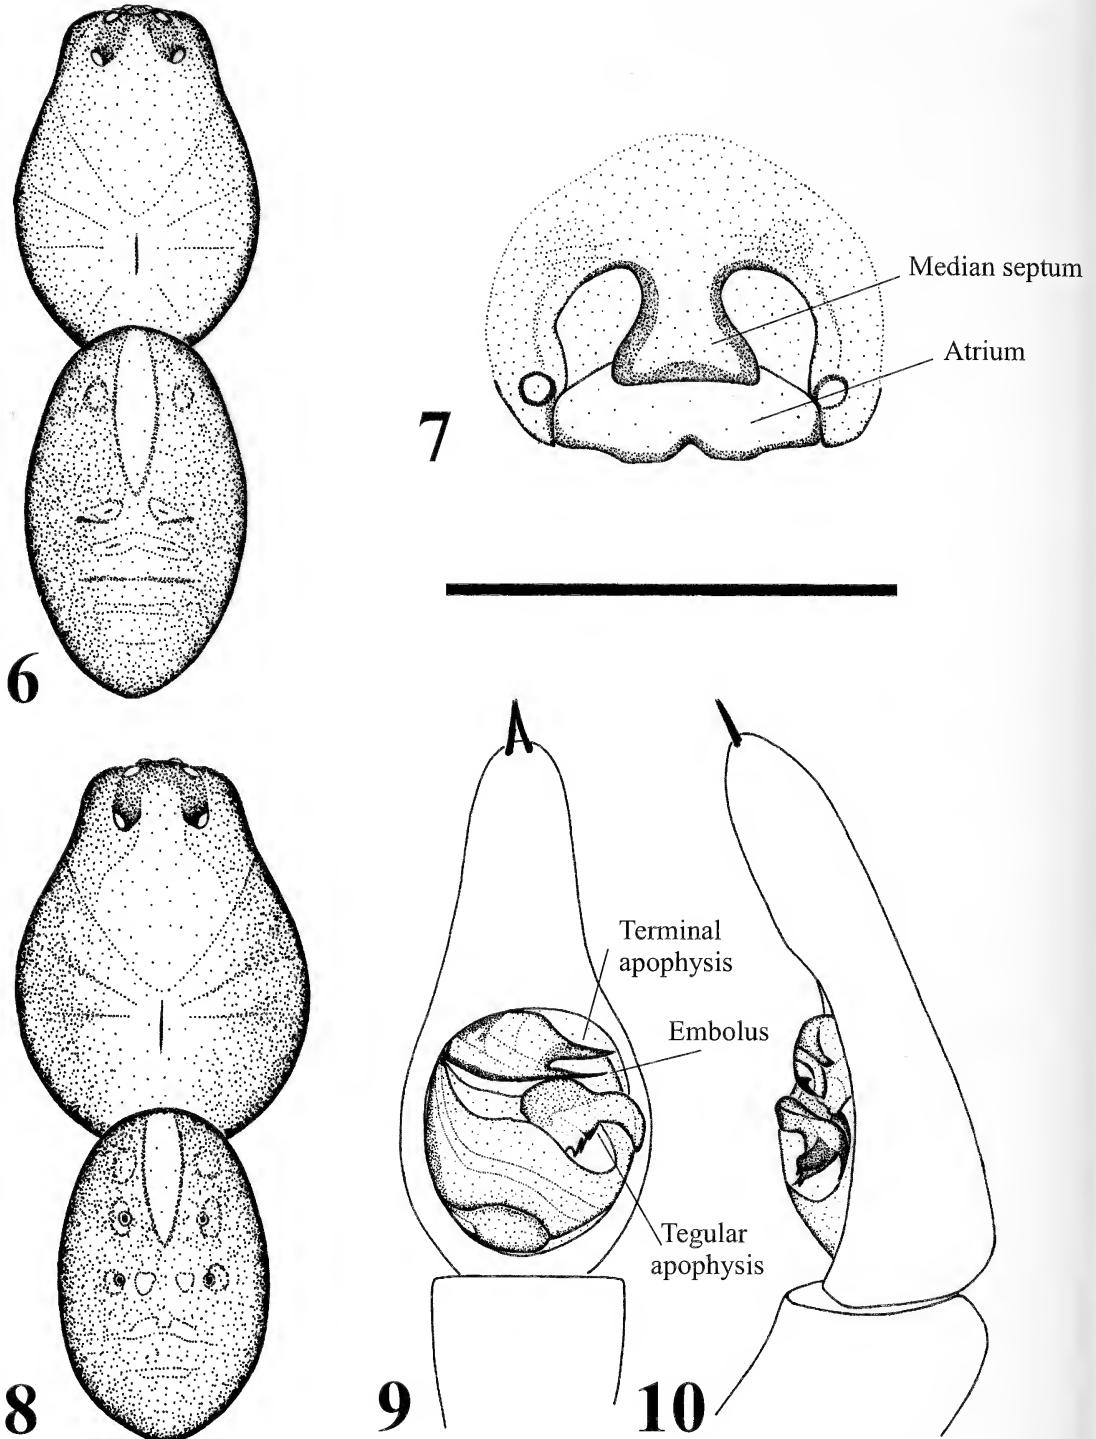 Median septum
Atrium
7
6
Terminal
apophysis
Embolus
Tegular
apophysis
8
9
10